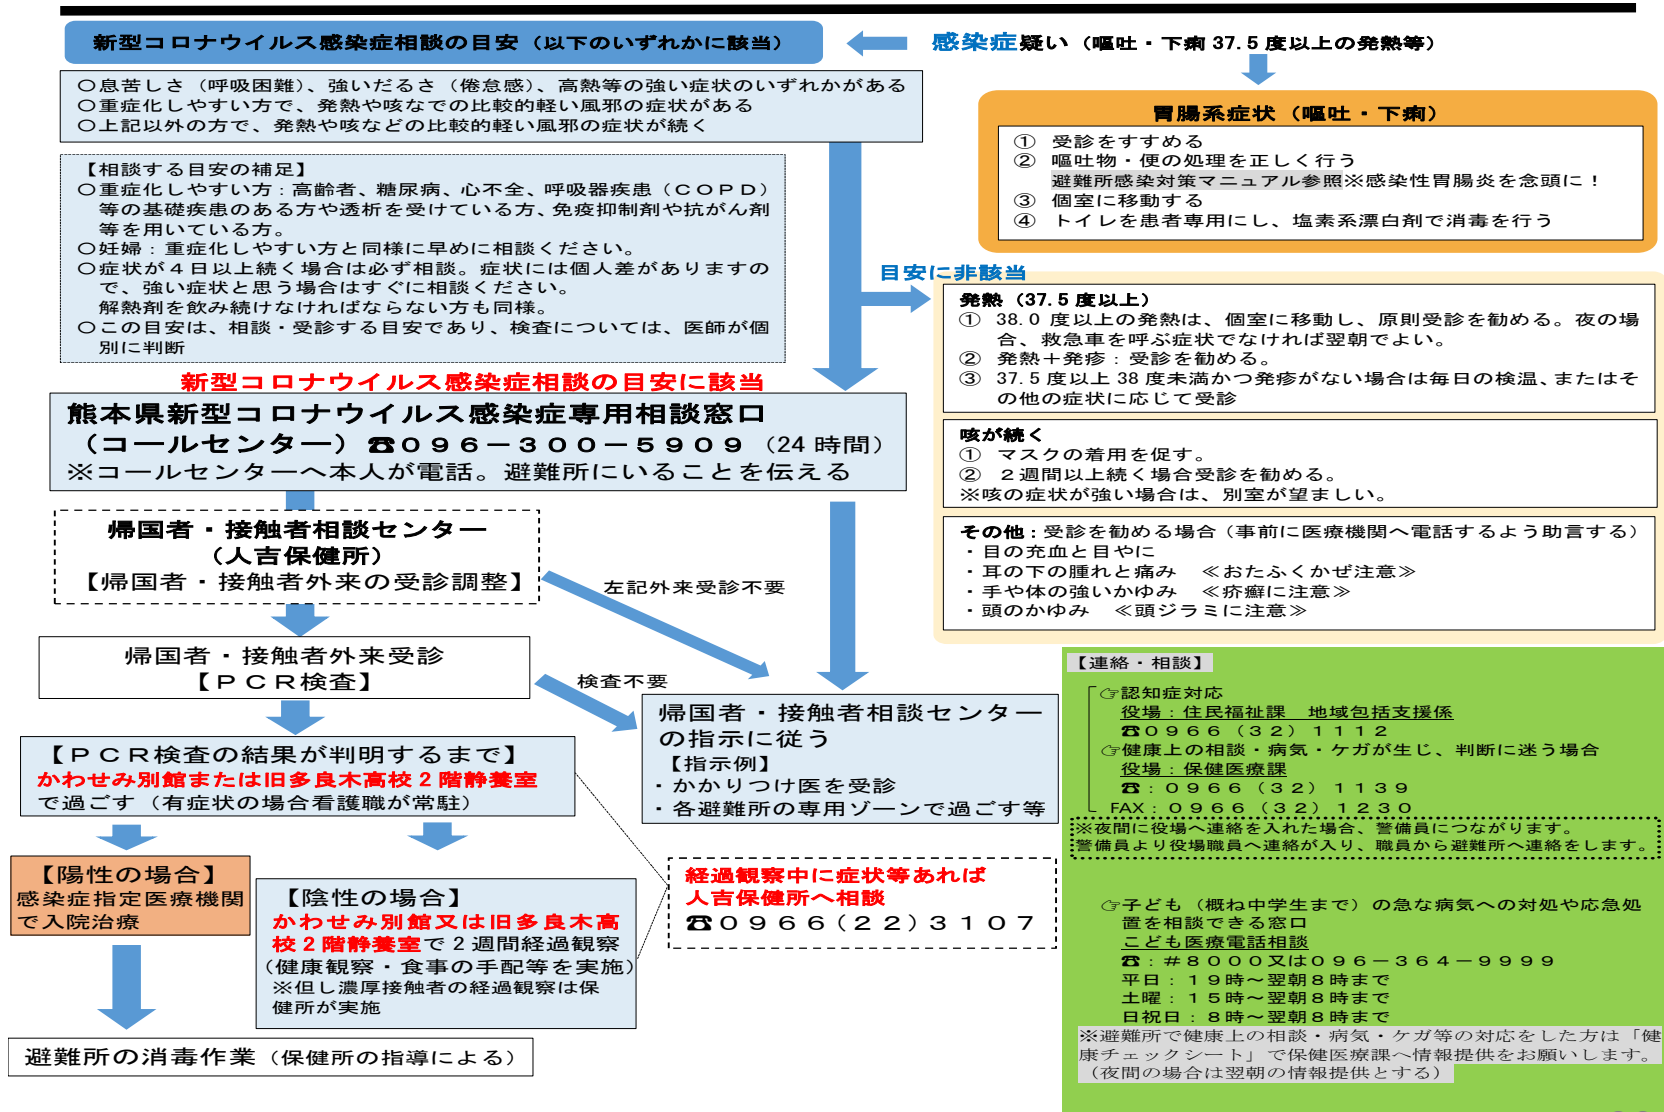 新型コロナウイルス感染症相談の目安（以下のいずれかに該当）
感染症疑い（嘔吐・下痢 37.5 度以上の発熱等）
〇息苦しさ（呼吸困難）、強いだるさ（倦怠感）、高熱等の強い症状のいずれかがある
〇重症化しやすい方で、発熱や咳なでの比較的軽い風邪の症状がある
〇上記以外の方で、発熱や咳などの比較的軽い風邪の症状が続く
【相談する目安の補足】
〇重症化しやすい方：高齢者、糖尿病、心不全、呼吸器疾患（ＣＯＰＤ）
等の基礎疾患のある方や透析を受けている方、免疫抑制剤や抗がん剤
等を用いている方。
〇妊婦：重症化しやすい方と同様に早めに相談ください。
〇症状が４日以上続く場合は必ず相談。症状には個人差がありますの
で、強い症状と思う場合はすぐに相談ください。
解熱剤を飲み続けなければならない方も同様。
〇この目安は、相談・受診する目安であり、検査については、医師が個
別に判断
胃腸系症状（嘔吐・下痢）
① 受診をすすめる
② 嘔吐物・便の処理を正しく行う
避難所感染対策マニュアル参照※感染性胃腸炎を念頭に！
③ 個室に移動する
④ トイレを患者専用にし、塩素系漂白剤で消毒を行う
目安に非該当
発熱（37.5 度以上）
① 38.0 度以上の発熱は、個室に移動し、原則受診を勧める。夜の場
合、救急車を呼ぶ症状でなければ翌朝でよい。
② 発熱＋発疹：受診を勧める。
③ 37.5 度以上 38 度未満かつ発疹がない場合は毎日の検温、またはそ
の他の症状に応じて受診
咳が続く
① マスクの着用を促す。
② ２週間以上続く場合受診を勧める。
※咳の症状が強い場合は、別室が望ましい。
その他：受診を勧める場合（事前に医療機関へ電話するよう助言する）
・目の充血と目やに
・耳の下の腫れと痛み ≪おたふくかぜ注意≫
・手や体の強いかゆみ ≪疥癬に注意≫
・頭のかゆみ ≪頭ジラミに注意≫
新型コロナウイルス感染症相談の目安に該当
熊本県新型コロナウイルス感染症専用相談窓口
（コールセンター）☎０９６－３００－５９０９（24 時間）
※コールセンターへ本人が電話。避難所にいることを伝える
帰国者・接触者相談センター
（人吉保健所）
【帰国者・接触者外来の受診調整】
左記外来受診不要
帰国者・接触者外来受診
【ＰＣＲ検査】
検査不要
帰国者・接触者相談センター
の指示に従う
【指示例】
・かかりつけ医を受診
・各避難所の専用ゾーンで過ごす等
【ＰＣＲ検査の結果が判明するまで】
かわせみ別館または旧多良木高校２階静養室
で過ごす（有症状の場合看護職が常駐）
【陽性の場合】
感染症指定医療機関
で入院治療
【陰性の場合】
かわせみ別館又は旧多良木高
校２階静養室で２週間経過観察
（健康観察・食事の手配等を実施）
※但し濃厚接触者の経過観察は保
健所が実施
経過観察中に症状等あれば
人吉保健所へ相談
☎０９６６(２２)３１０７
避難所の消毒作業（保健所の指導による）
【連絡・相談】
☞認知症対応
役場：住民福祉課 地域包括支援係
☎０９６６（３２）１１１２
☞健康上の相談・病気・ケガが生じ、判断に迷う場合
役場：保健医療課
☎：０９６６（３２）１１３９
FAX：０９６６（３２）１２３０
※夜間に役場へ連絡を入れた場合、警備員につながります。
警備員より役場職員へ連絡が入り、職員から避難所へ連絡をします。
☞子ども（概ね中学生まで）の急な病気への対処や応急処
置を相談できる窓口
こども医療電話相談
☎：＃８０００又は０９６－３６４－９９９９
平日：１９時～翌朝８時まで
土曜：１５時～翌朝８時まで
日祝日：８時～翌朝８時まで
※避難所で健康上の相談・病気・ケガ等の対応をした方は「健
康チェックシート」で保健医療課へ情報提供をお願いします。
（夜間の場合は翌朝の情報提供とする）